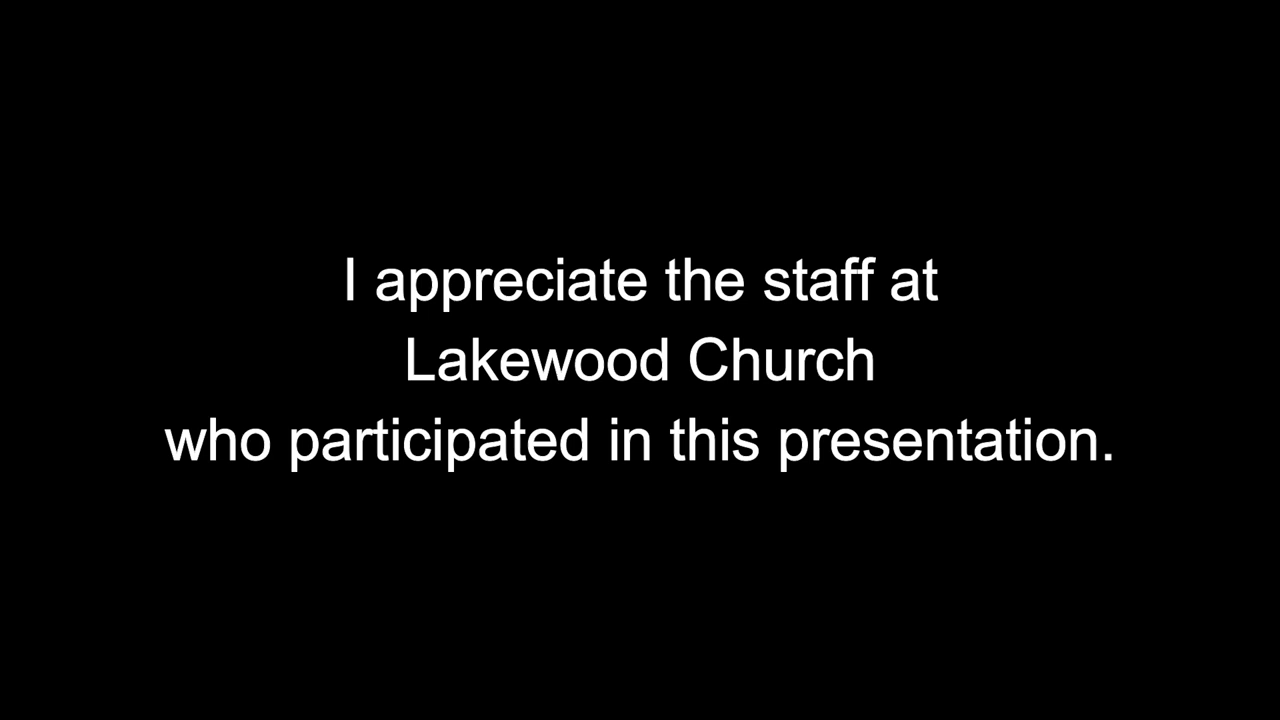 I appreciate the staff at
Lakewood Church
who participated in this presentation.